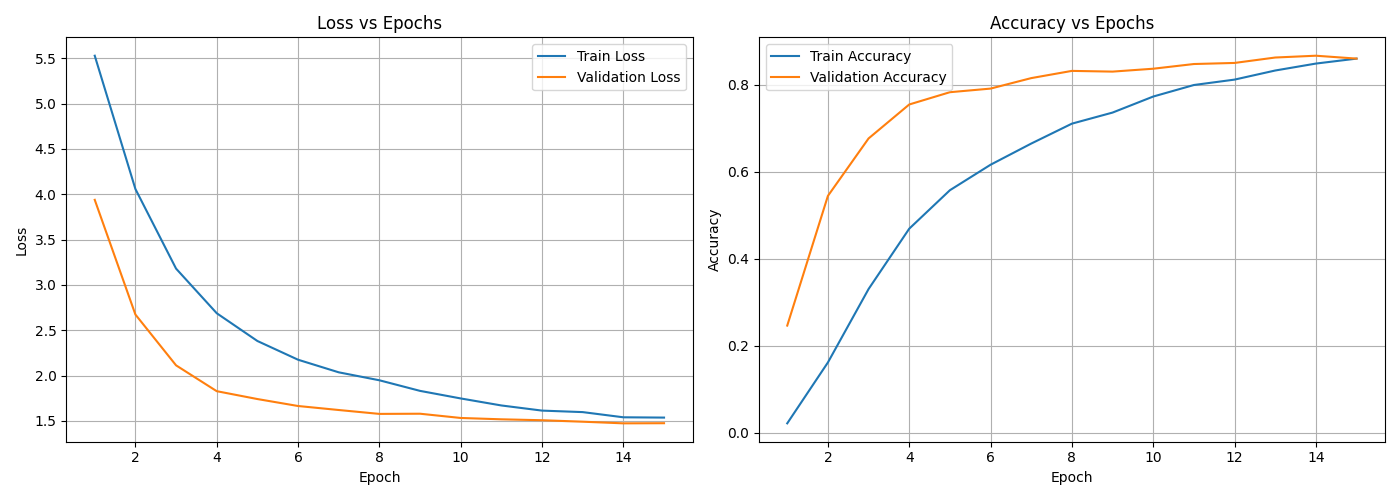 Loss vs Epochs
Train Loss
Validation Loss
5.5
5.0
4.5
4.0
3.5
3.0
2.5
2.0
1.5
Loss
2 4 6 8 10 12 14
Epoch
Accuracy vs Epochs
Train Accuracy
Validation Accuracy
0.8
0.6
0.4
0.2
0.0
Accuracy
2 4 6 8 10 12 14
Epoch